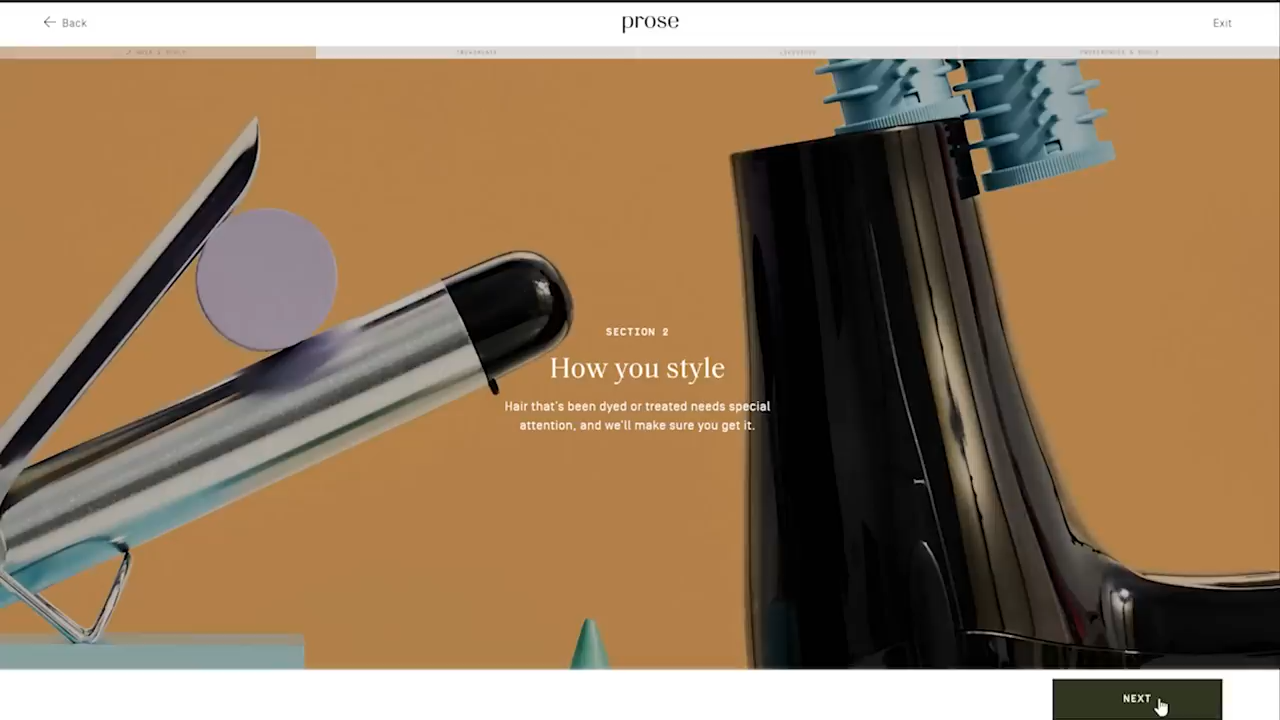 Back
prose
Exit
SECTION 2
How you style
Hair that's been dyed or treated needs special
attention, and we'll make sure you get it.
NEXT